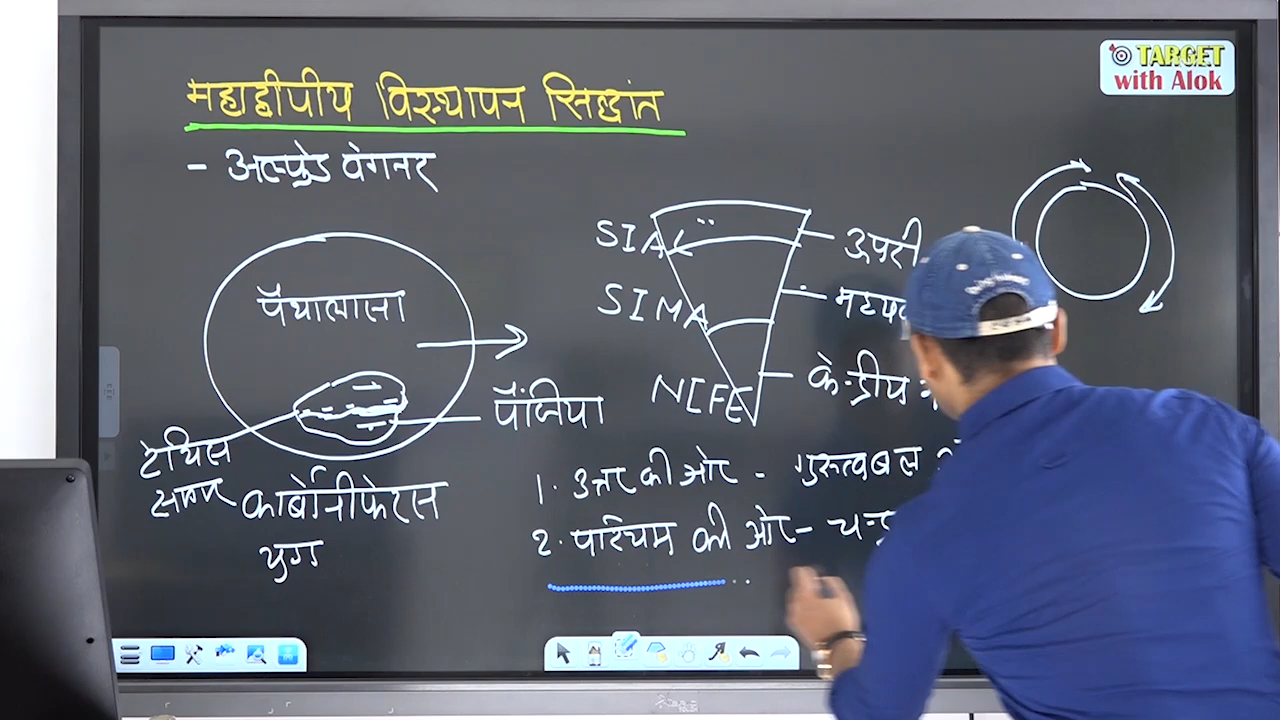 TARGET
with Alok
महाद्वीपीय विस्थापन सिद्धांत
- अल्फ्रेड वेगनर
पैंथालासा
पैंजिया
टेथिस
सागर
कार्बोनीफेरस
युग
SIAL
SIMA
NIFE
ऊपरी
केन्द्रीय
1. उत्तर की ओर - गुरुत्वबल
2. पश्चिम की ओर -